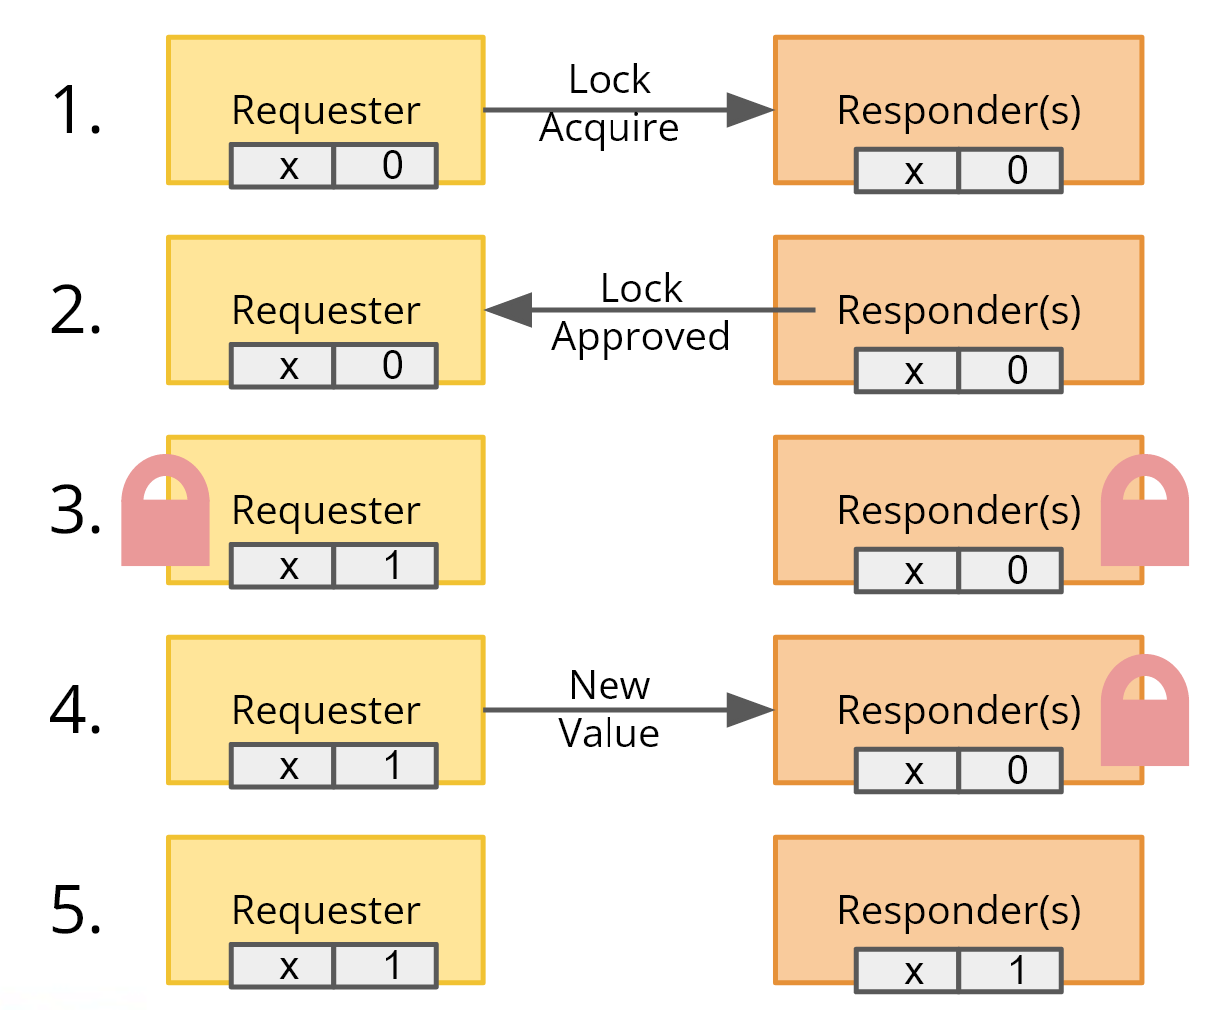 1.
Requester
x 0
Lock
Acquire
Responder(s)
x 0
2.
Requester
x 0
Lock
Approved
Responder(s)
x 0
3.
Requester
x 1
Responder(s)
x 0
4.
Requester
x 1
New
Value
Responder(s)
x 0
5.
Requester
x 1
Responder(s)
x 1